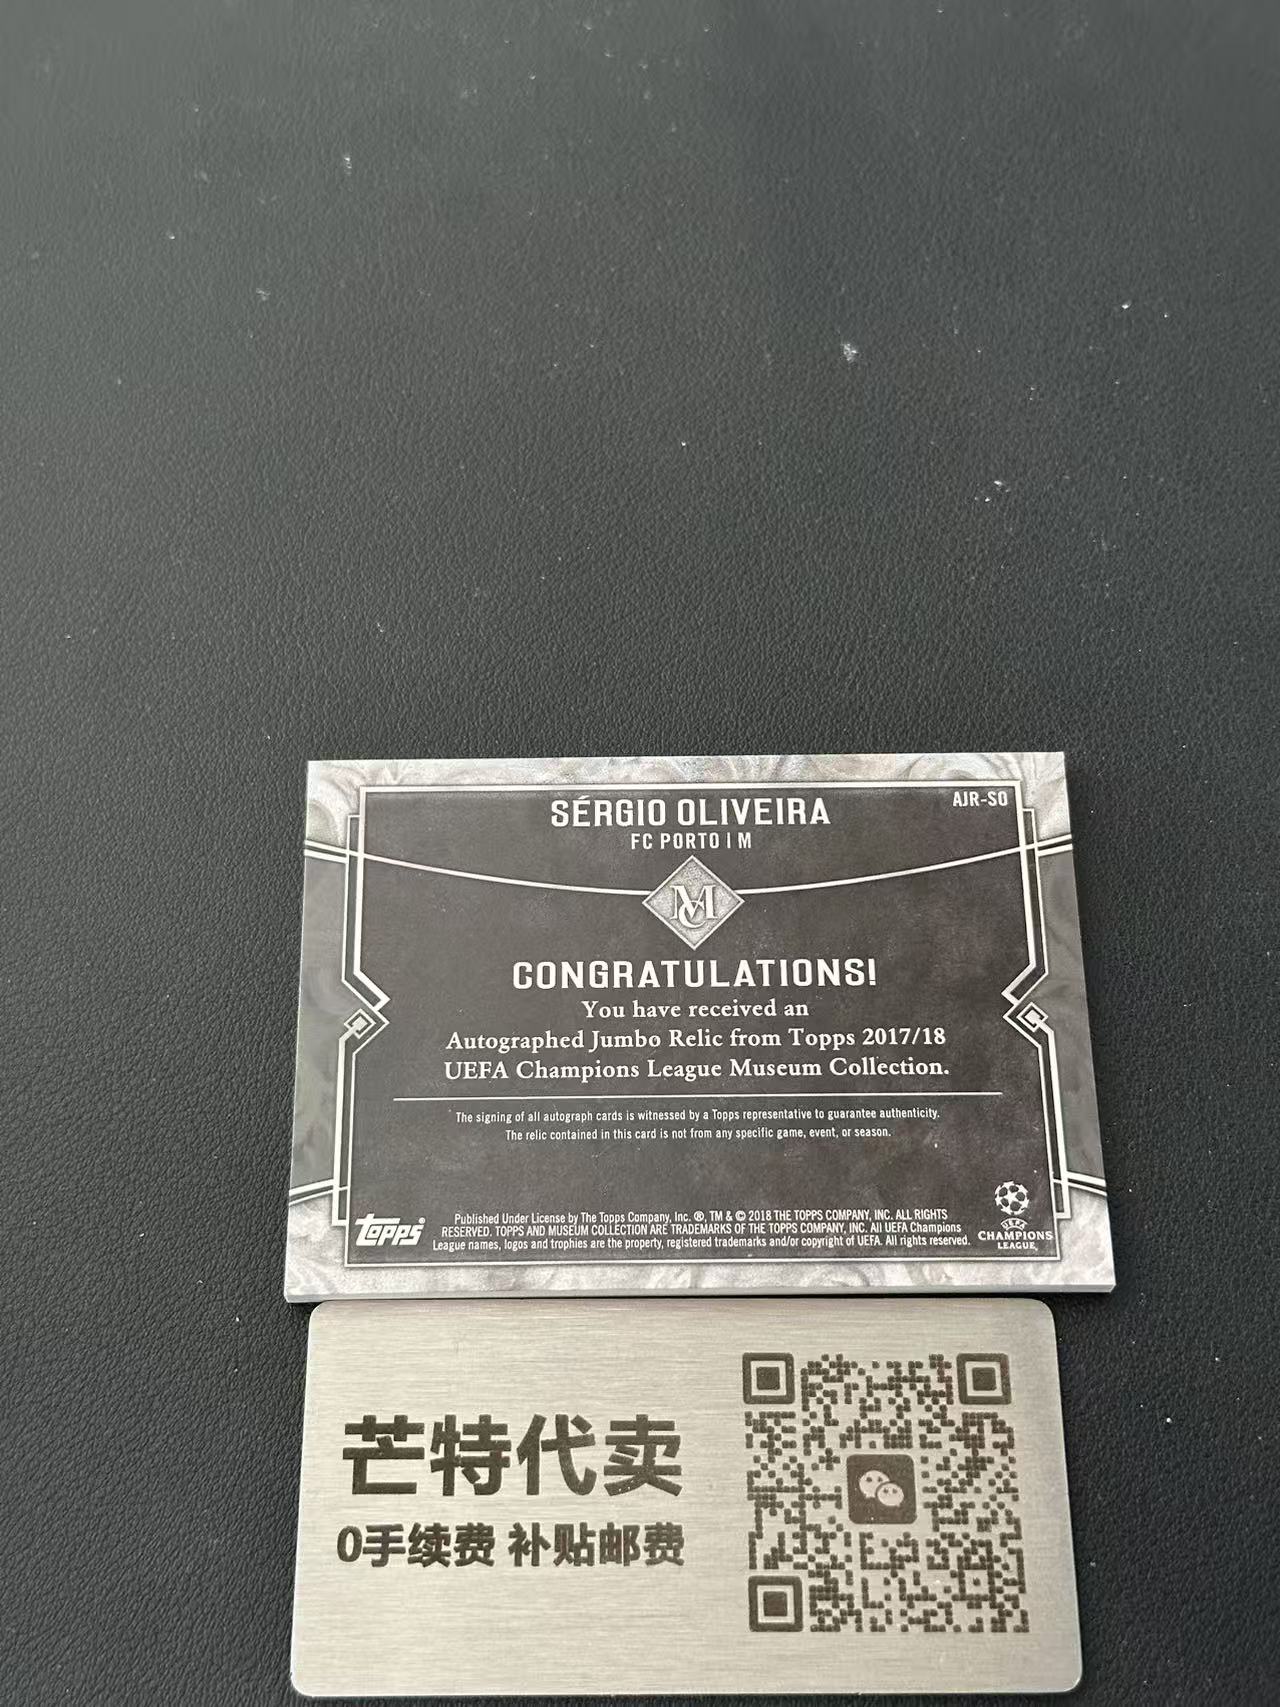 SÉRGIO OLIVEIRA
AJR-SO
FC PORTO | M
MC
CONGRATULATIONS!
You have received an
Autographed Jumbo Relic from Topps 2017/18
UEFA Champions League Museum Collection.
The signing of all autograph cards is witnessed by a Topps representative to guarantee authenticity.
The relic contained in this card is not from any specific game, event, or season.
topps
Published Under License by The Topps Company, Inc. ®, TM & © 2018 THE TOPPS COMPANY, INC. ALL RIGHTS
RESERVED. TOPPS AND MUSEUM COLLECTION ARE TRADEMARKS OF THE TOPPS COMPANY, INC. All UEFA Champions
League names, logos and trophies are the property, registered trademarks and/or copyright of UEFA. All rights reserved.
UEFA
CHAMPIONS
LEAGUE
芒特代卖
0手续费 补贴邮费